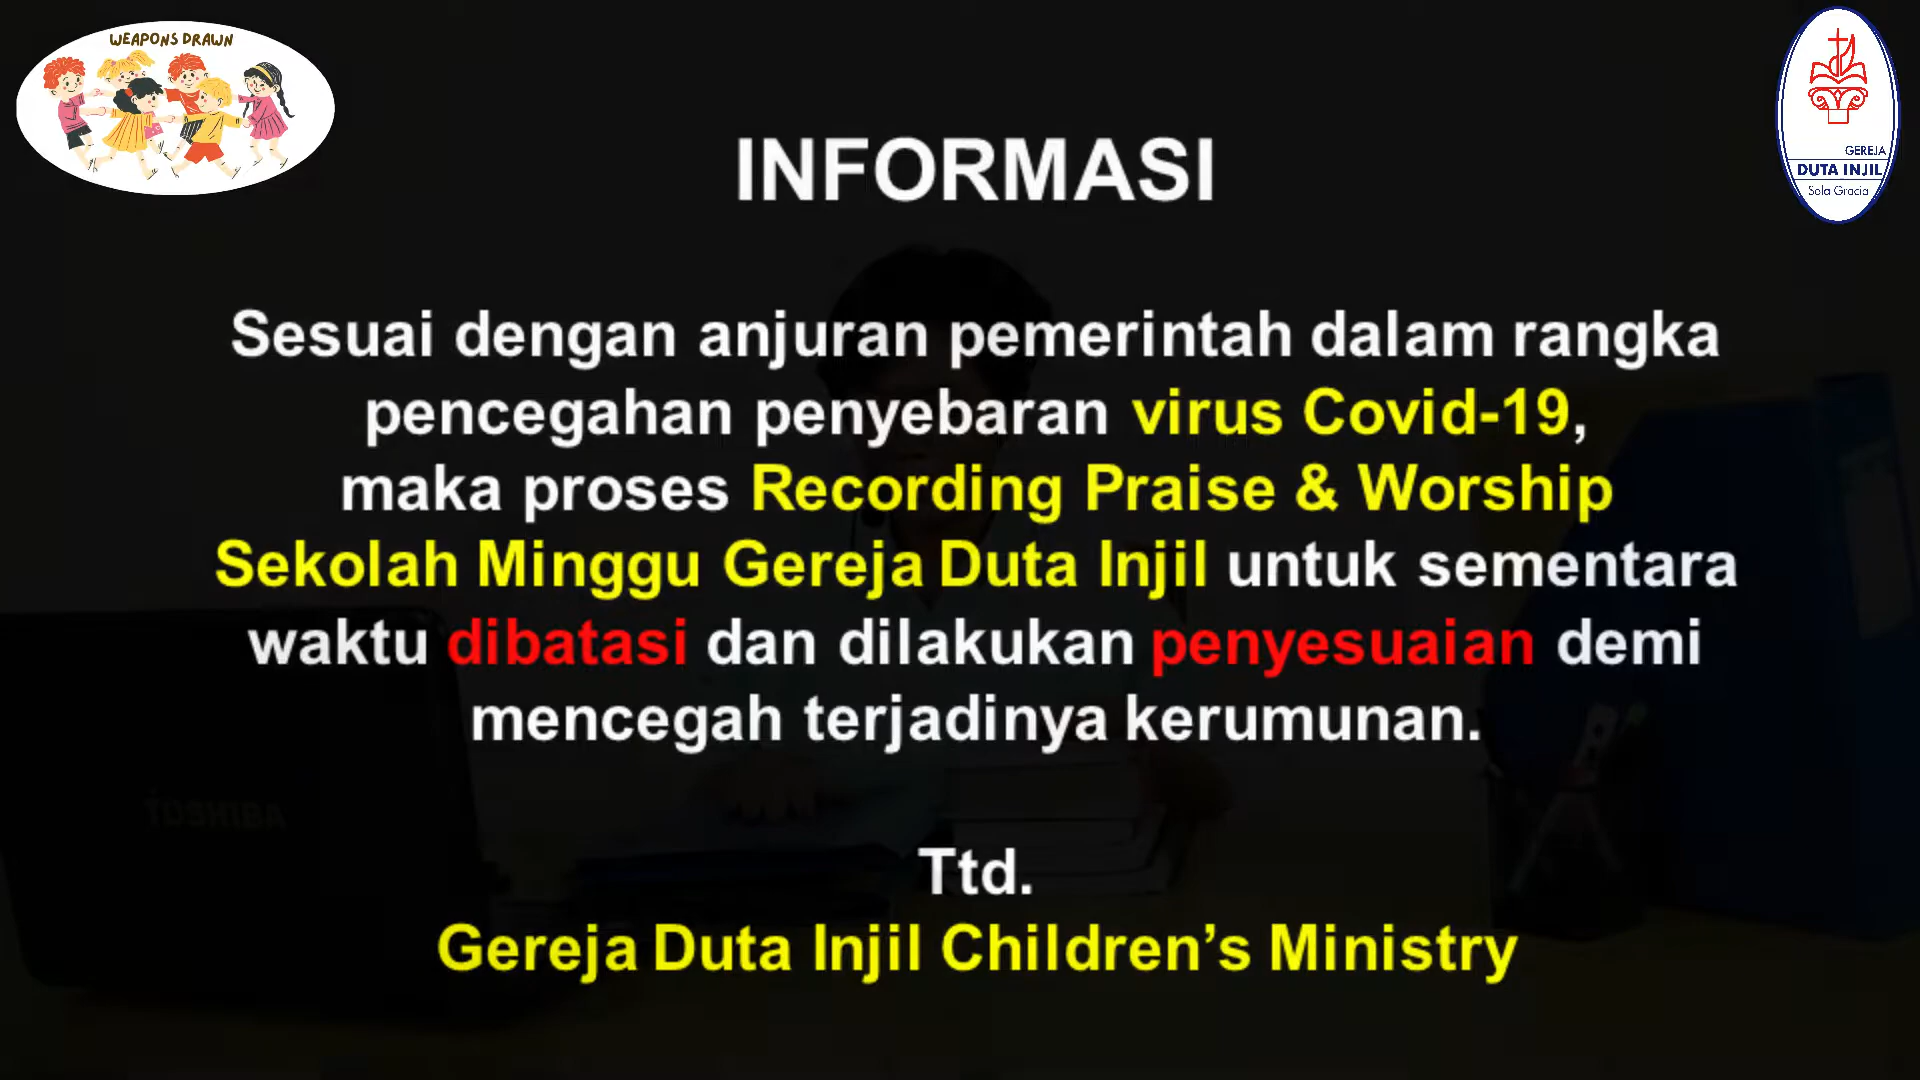 WEAPONS DRAWN
GEREJA
DUTA INJIL
Sola Gracia
INFORMASI
Sesuai dengan anjuran pemerintah dalam rangka
pencegahan penyebaran virus Covid-19,
maka proses Recording Praise & Worship
Sekolah Minggu Gereja Duta Injil untuk sementara
waktu dibatasi dan dilakukan penyesuaian demi
mencegah terjadinya kerumunan.
TOSHIBA
Ttd.
Gereja Duta Injil Children’s Ministry